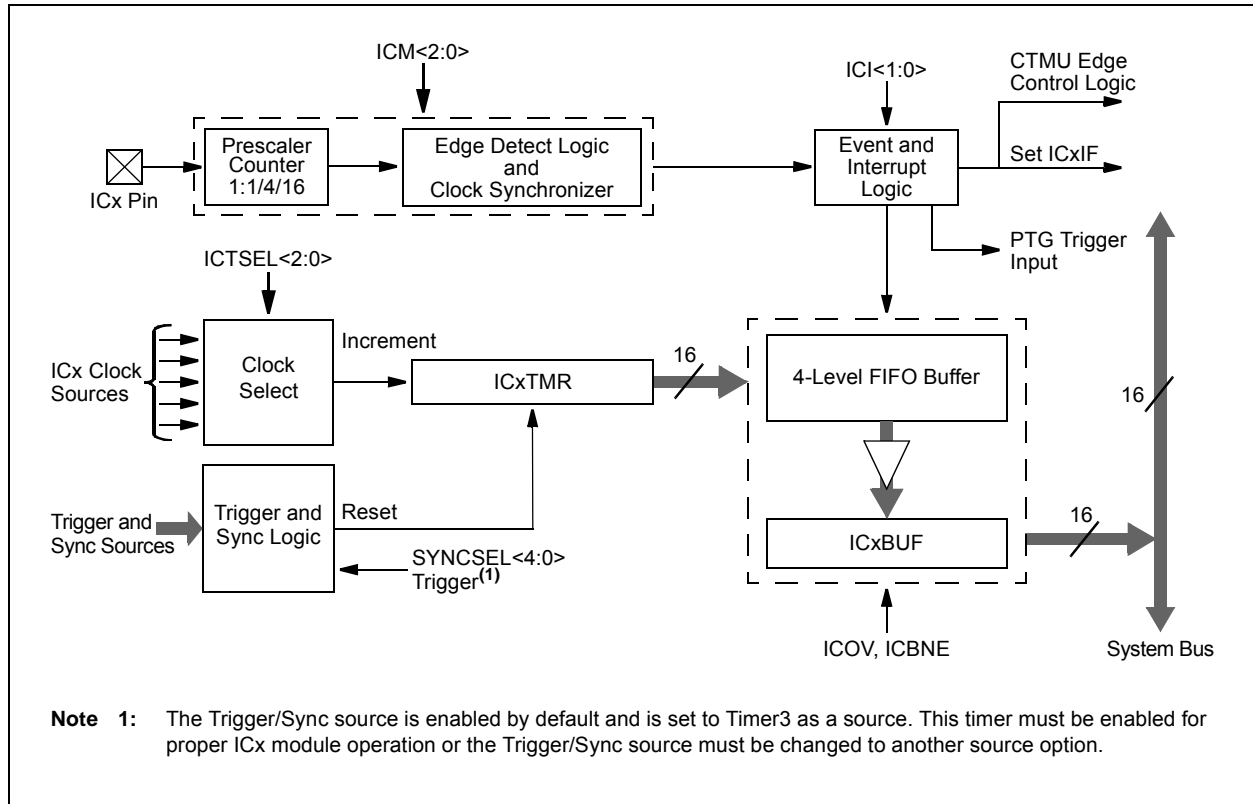 ICM<2:0>
ICI<1:0>
CTMU Edge
Control Logic
Prescaler
Counter
1:1/4/16
Edge Detect Logic
and
Clock Synchronizer
Event and
Interrupt
Logic
Set ICxIF
ICx Pin
PTG Trigger
Input
ICTSEL<2:0>
ICx Clock
Sources
Clock
Select
Increment
ICxTMR
16
4-Level FIFO Buffer
16
Trigger and
Sync Sources
Trigger and
Sync Logic
Reset
SYNCSEL<4:0>
Trigger(1)
ICxBUF
16
ICOV, ICBNE
System Bus
Note 1: The Trigger/Sync source is enabled by default and is set to Timer3 as a source. This timer must be enabled for
proper ICx module operation or the Trigger/Sync source must be changed to another source option.